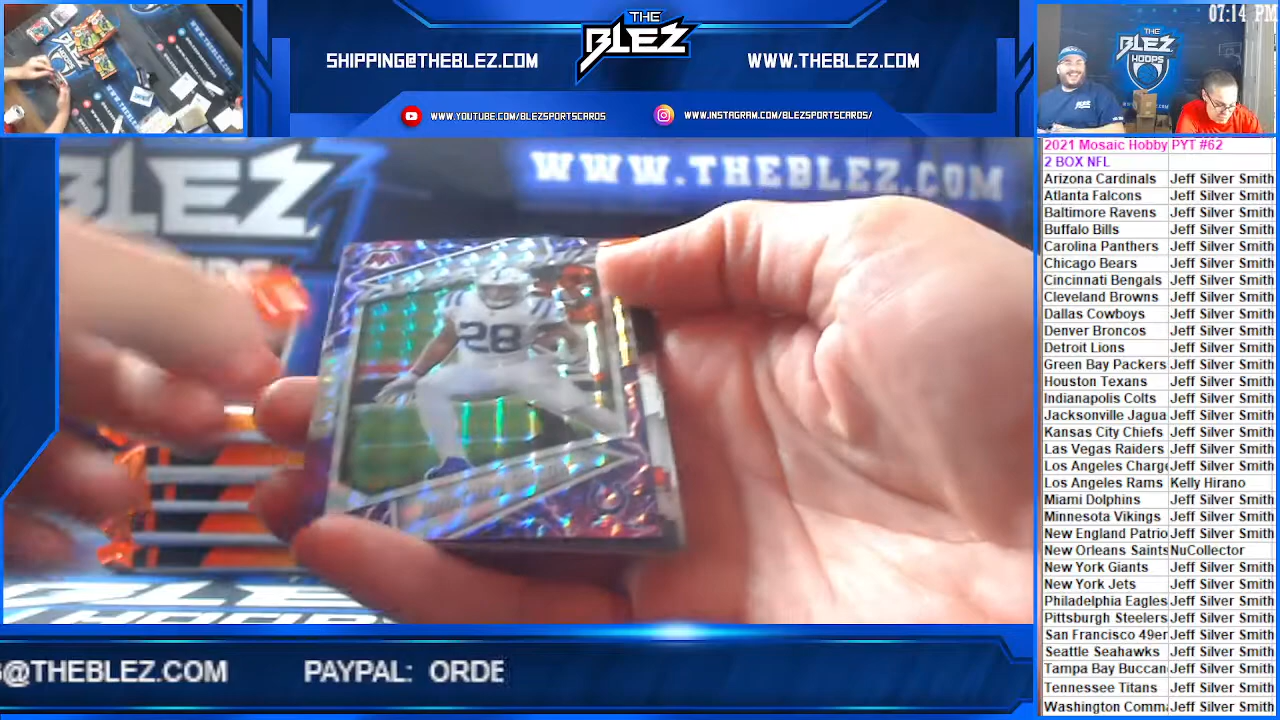 07:14 PM
THE
BLEZ
SHIPPING@THEBLEZ.COM
WWW.THEBLEZ.COM
WWW.YOUTUBE.COM/BLEZSPORTSCARDS
WWW.INSTAGRAM.COM/BLEZSPORTSCARDS/
THE
BLEZ
HOOPS
BLEZ
WWW.THEBLEZ.COM
28
2021 Mosaic Hobby PYT #62
2 BOX NFL
Arizona Cardinals Jeff Silver Smith
Atlanta Falcons Jeff Silver Smith
Baltimore Ravens Jeff Silver Smith
Buffalo Bills Jeff Silver Smith
Carolina Panthers Jeff Silver Smith
Chicago Bears Jeff Silver Smith
Cincinnati Bengals Jeff Silver Smith
Cleveland Browns Jeff Silver Smith
Dallas Cowboys Jeff Silver Smith
Denver Broncos Jeff Silver Smith
Detroit Lions Jeff Silver Smith
Green Bay Packers Jeff Silver Smith
Houston Texans Jeff Silver Smith
Indianapolis Colts Jeff Silver Smith
Jacksonville Jagua Jeff Silver Smith
Kansas City Chiefs Jeff Silver Smith
Las Vegas Raiders Jeff Silver Smith
Los Angeles Charge Jeff Silver Smith
Los Angeles Rams Kelly Hirano
Miami Dolphins Jeff Silver Smith
Minnesota Vikings Jeff Silver Smith
New England Patrio Jeff Silver Smith
New Orleans Saints NuCollector
New York Giants Jeff Silver Smith
New York Jets Jeff Silver Smith
Philadelphia Eagles Jeff Silver Smith
Pittsburgh Steelers Jeff Silver Smith
San Francisco 49er Jeff Silver Smith
Seattle Seahawks Jeff Silver Smith
Tampa Bay Buccan Jeff Silver Smith
Tennessee Titans Jeff Silver Smith
Washington Comma Jeff Silver Smith
@THEBLEZ.COM PAYPAL: ORDE